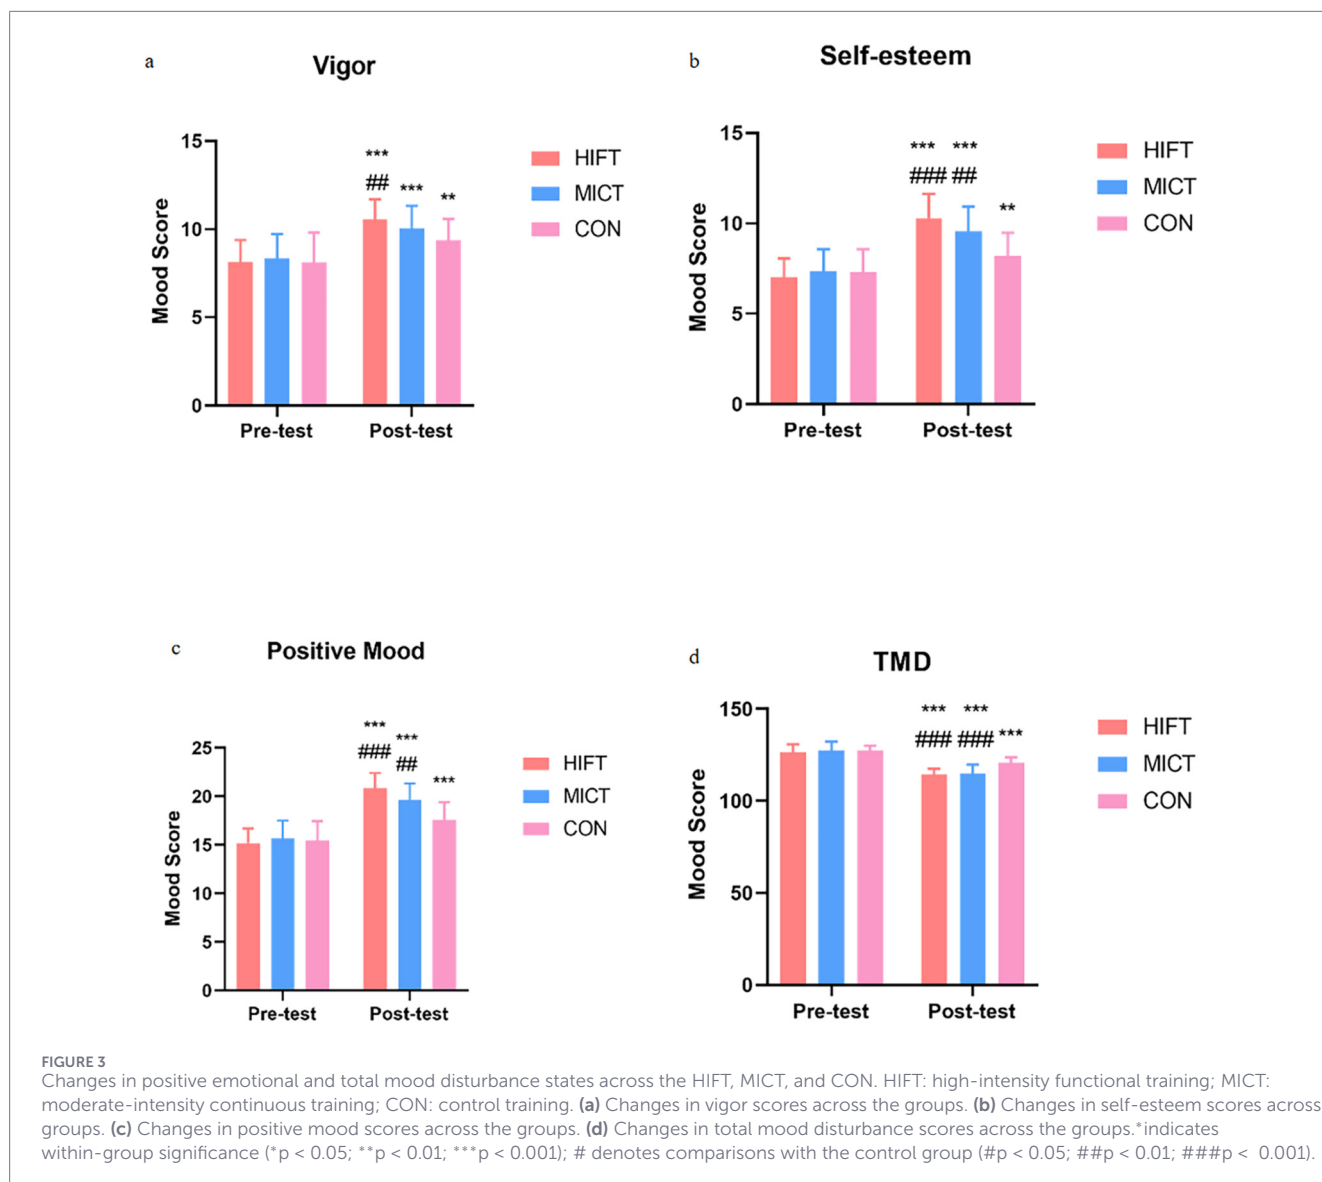 a
Vigor
15
10
5
0
Mood Score
***
##
***
**
Pre-test
Post-test
HIFT
MICT
CON
b
Self-esteem
15
10
5
0
Mood Score
*** ***
### ##
**
Pre-test
Post-test
HIFT
MICT
CON
c
Positive Mood
25
20
15
10
5
0
Mood Score
***
###
***
##
***
Pre-test
Post-test
HIFT
MICT
CON
d
TMD
150
100
50
0
Mood Score
*** ***
### ### ***
Pre-test
Post-test
HIFT
MICT
CON
FIGURE 3
Changes in positive emotional and total mood disturbance states across the HIFT, MICT, and CON. HIFT: high-intensity functional training; MICT:
moderate-intensity continuous training; CON: control training. (a) Changes in vigor scores across the groups. (b) Changes in self-esteem scores across
groups. (c) Changes in positive mood scores across the groups. (d) Changes in total mood disturbance scores across the groups.*indicates
within-group significance (*p < 0.05; **p < 0.01; ***p < 0.001); # denotes comparisons with the control group (#p < 0.05; ##p < 0.01; ###p < 0.001).